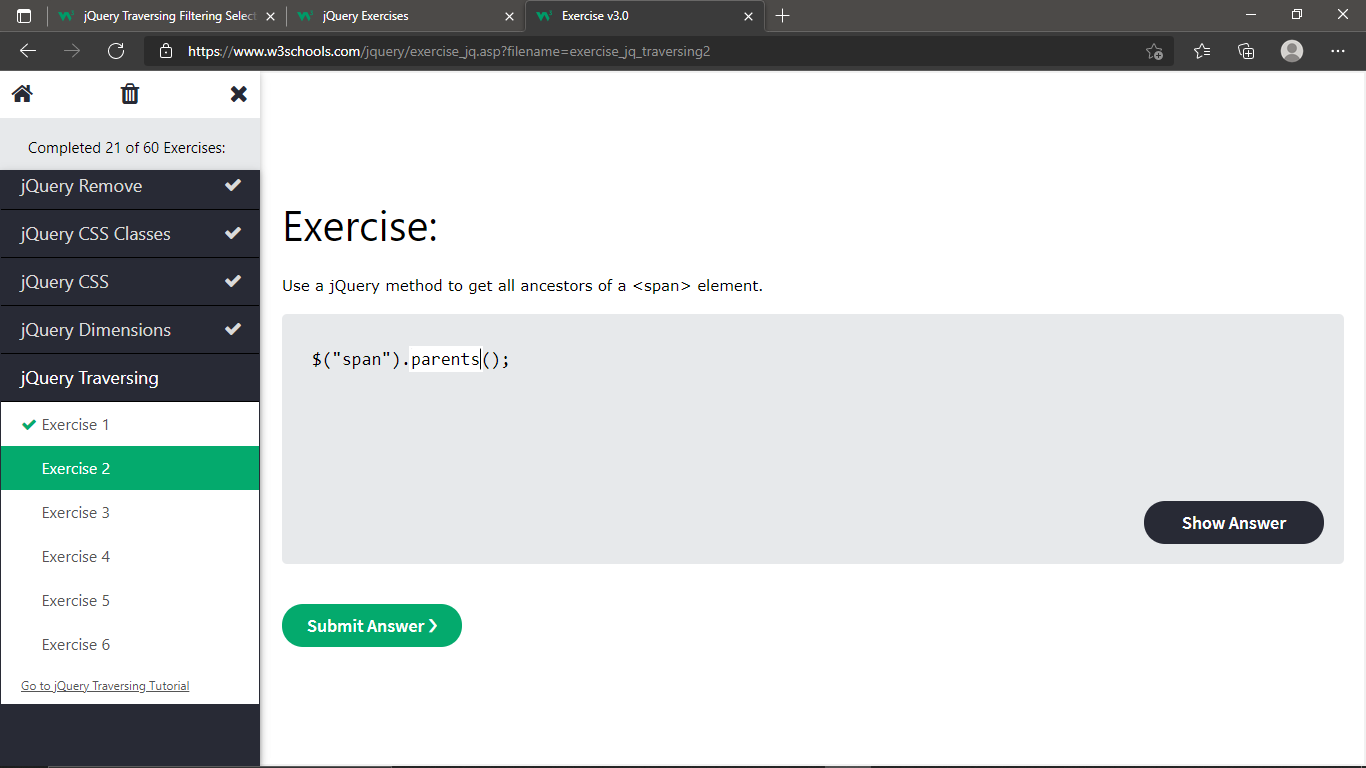 jQuery Traversing Filtering Select
jQuery Exercises
Exercise v3.0
https://www.w3schools.com/jquery/exercise_jq.asp?filename=exercise_jq_traversing2
Completed 21 of 60 Exercises:
jQuery Remove
jQuery CSS Classes
jQuery CSS
jQuery Dimensions
jQuery Traversing
Exercise 1
Exercise 2
Exercise 3
Exercise 4
Exercise 5
Exercise 6
Go to jQuery Traversing Tutorial
Exercise:
Use a jQuery method to get all ancestors of a <span> element.
$("span").parents();
Show Answer
Submit Answer ❯